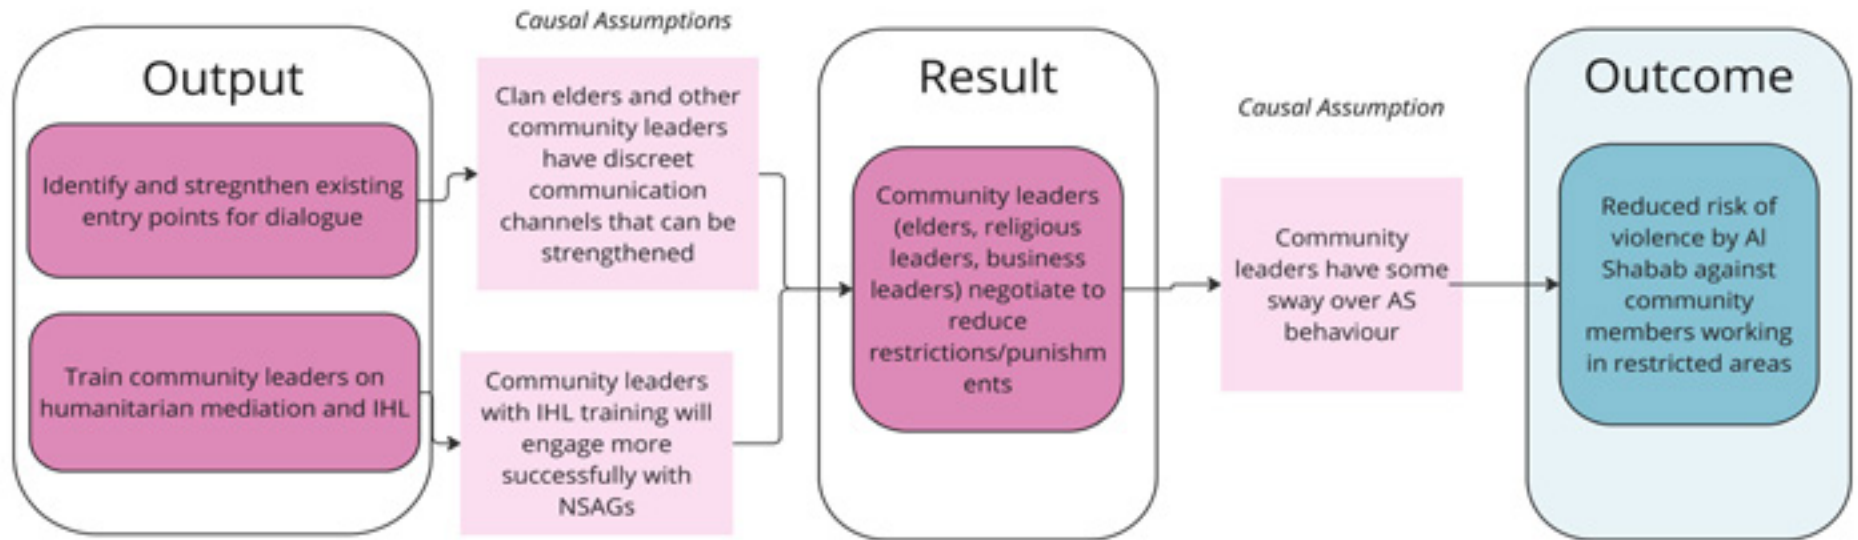 Causal Assumptions
Output
Identify and stregnthen existing
entry points for dialogue
Train community leaders on
humanitarian mediation and IHL
Clan elders and other
community leaders
have discreet
communication
channels that can be
strengthened
Community leaders
with IHL training will
engage more
successfully with
NSAGs
Result
Community leaders
(elders, religious
leaders, business
leaders) negotiate to
reduce
restrictions/punishm
ents
Causal Assumption
Community
leaders have some
sway over AS
behaviour
Outcome
Reduced risk of
violence by Al
Shabab against
community
members working
in restricted areas